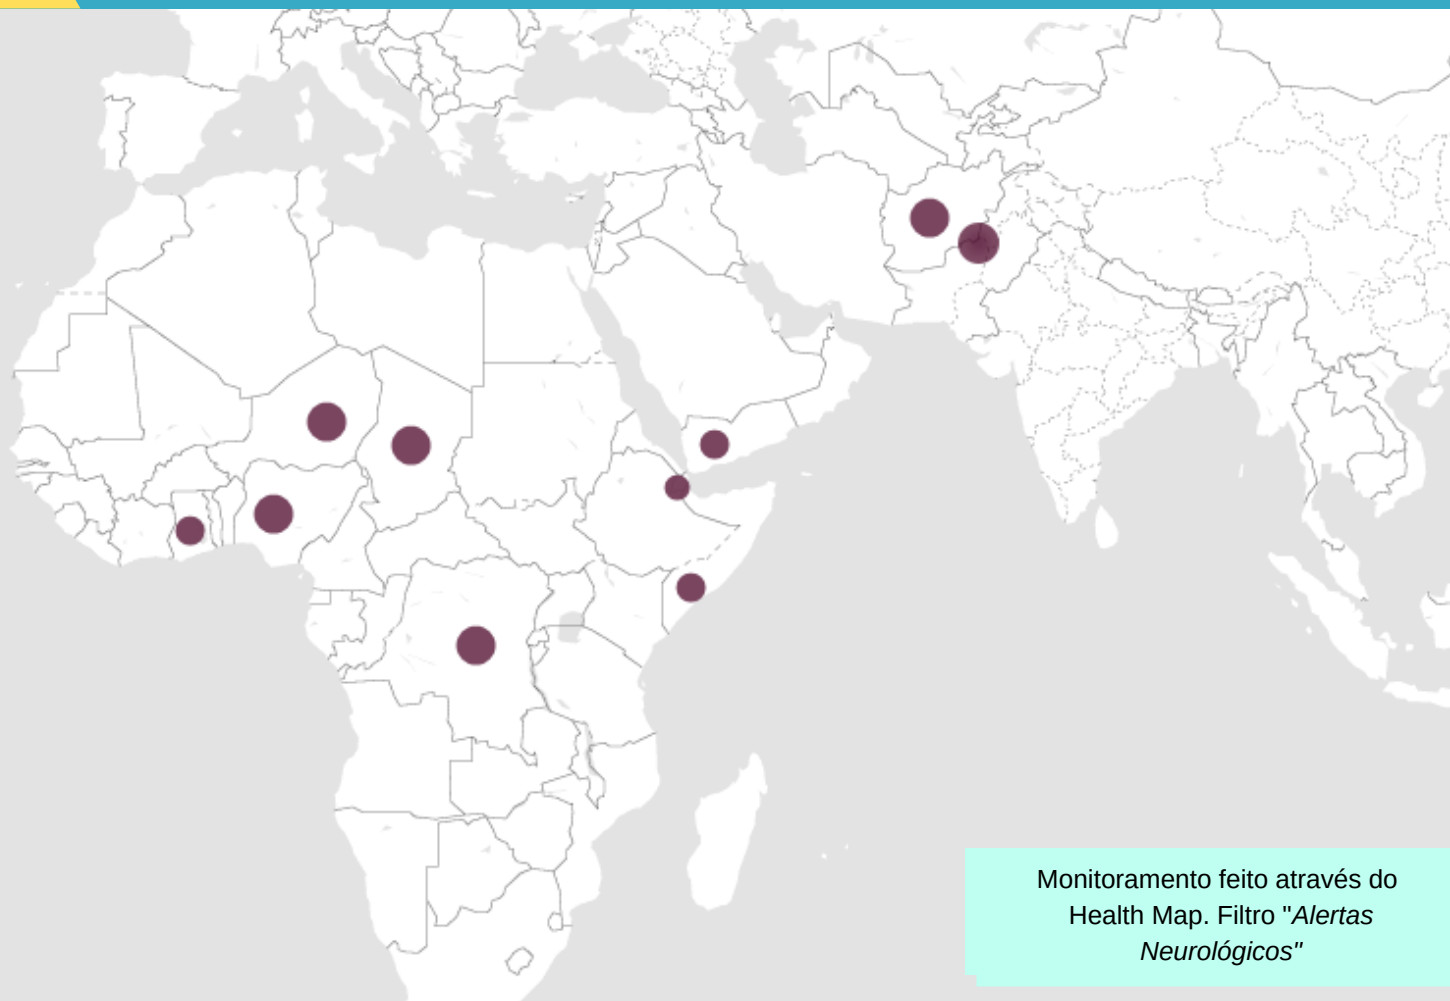 Monitoramento feito através do
Health Map. Filtro "Alertas
Neurológicos"